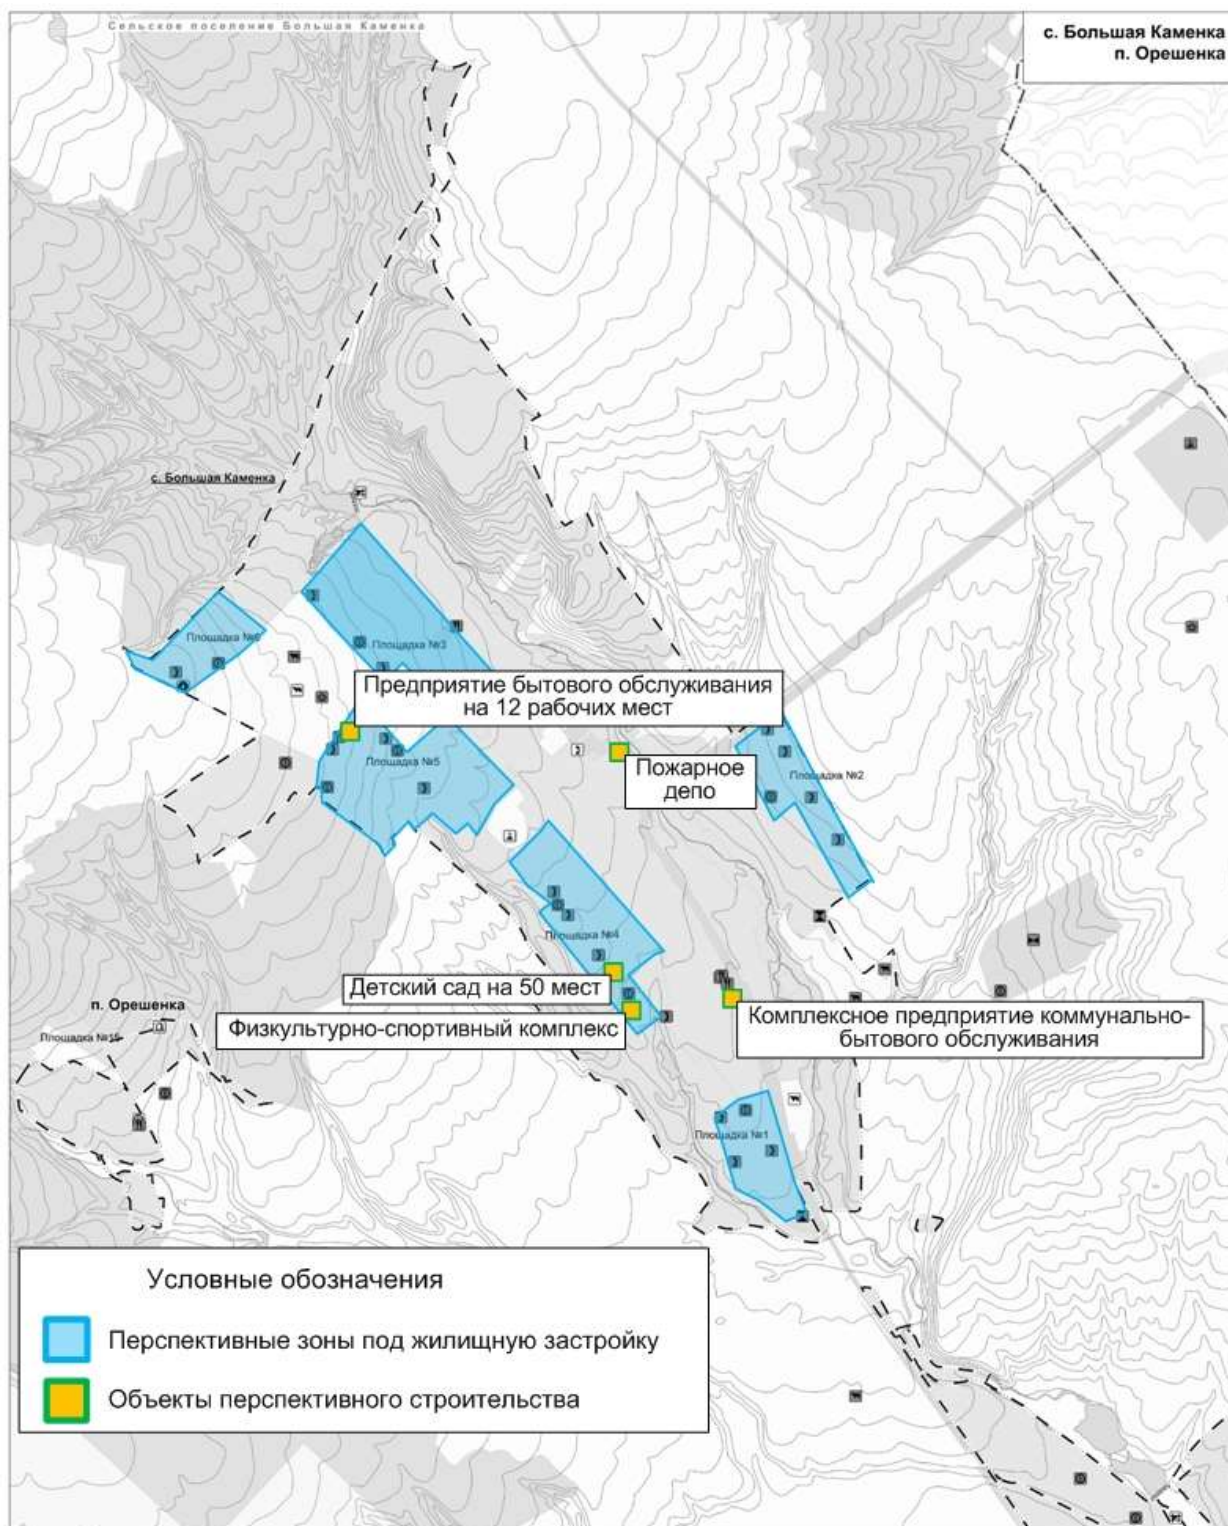 Сельское поселение Большая Каменка
с. Большая Каменка
п. Орешенка
с. Большая Каменка
Площадка №6
Площадка №3
Предприятие бытового обслуживания
на 12 рабочих мест
Площадка №5
Пожарное
депо
Площадка №2
Площадка №4
Детский сад на 50 мест
Физкультурно-спортивный комплекс
Комплексное предприятие коммунально-
бытового обслуживания
п. Орешенка
Площадка №15
Площадка №1
Условные обозначения
Перспективные зоны под жилищную застройку
Объекты перспективного строительства